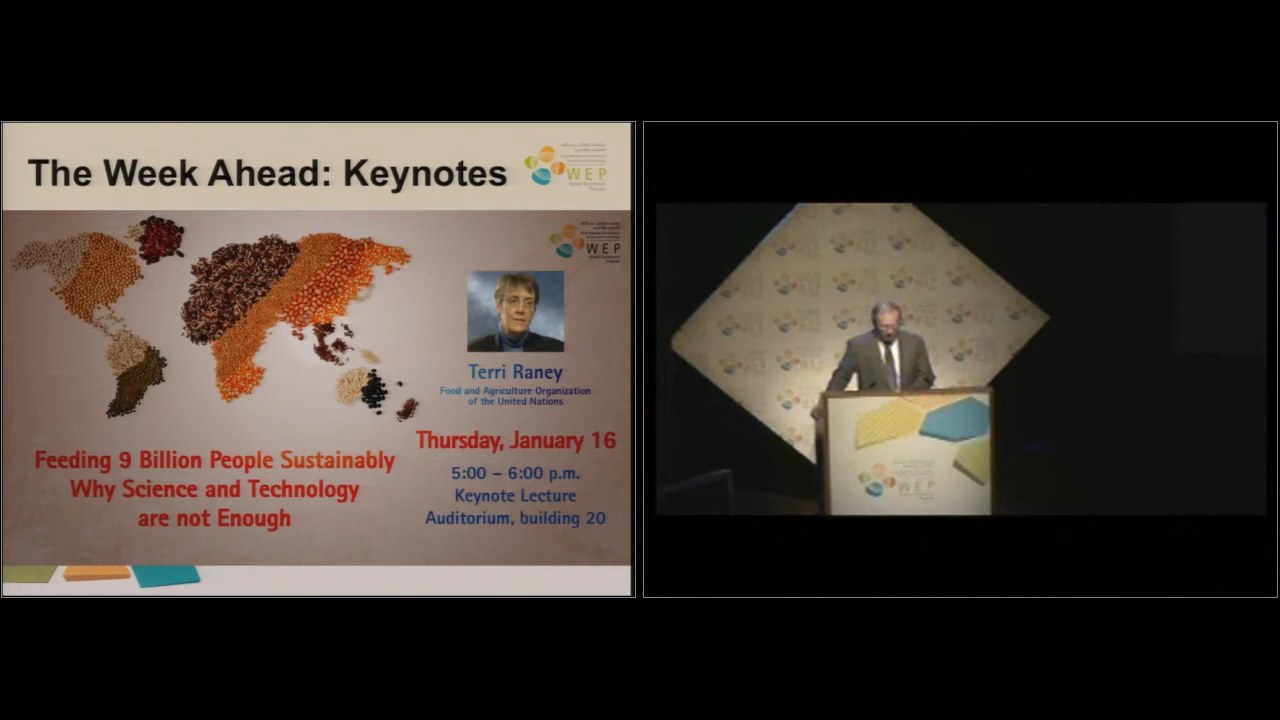 The Week Ahead: Keynotes
WEP
WEP
Terri Raney
Food and Agriculture Organization
of the United Nations
Thursday, January 16
Feeding 9 Billion People Sustainably
Why Science and Technology
are not Enough
5:00 – 6:00 p.m.
Keynote Lecture
Auditorium, building 20
WEP